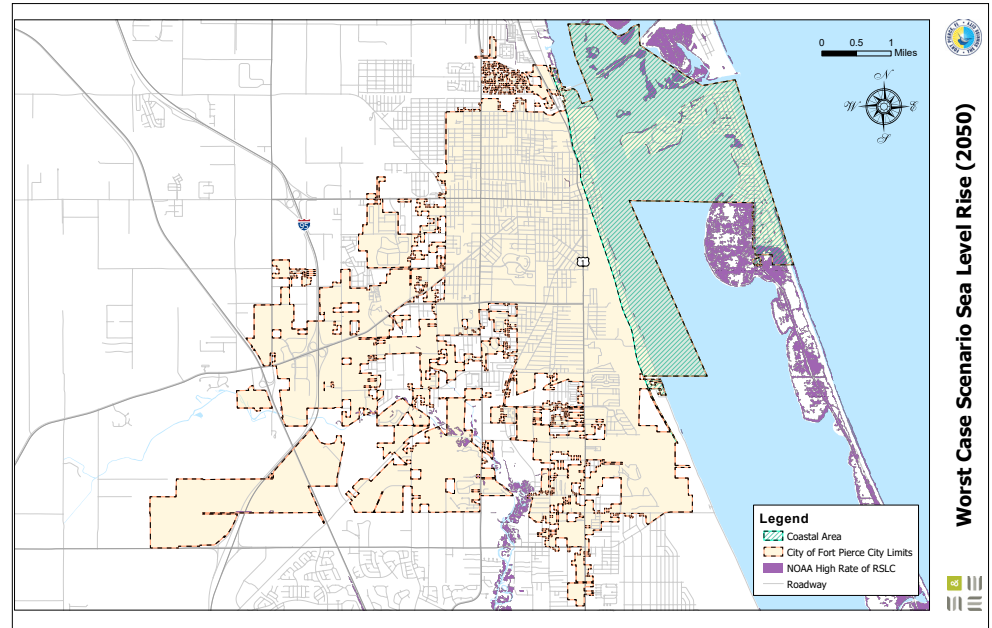 0 0.5 1
Miles
N
W E
S
95
1
Worst Case Scenario Sea Level Rise (2050)
Legend
Coastal Area
City of Fort Pierce City Limits
NOAA High Rate of RSLC
Roadway